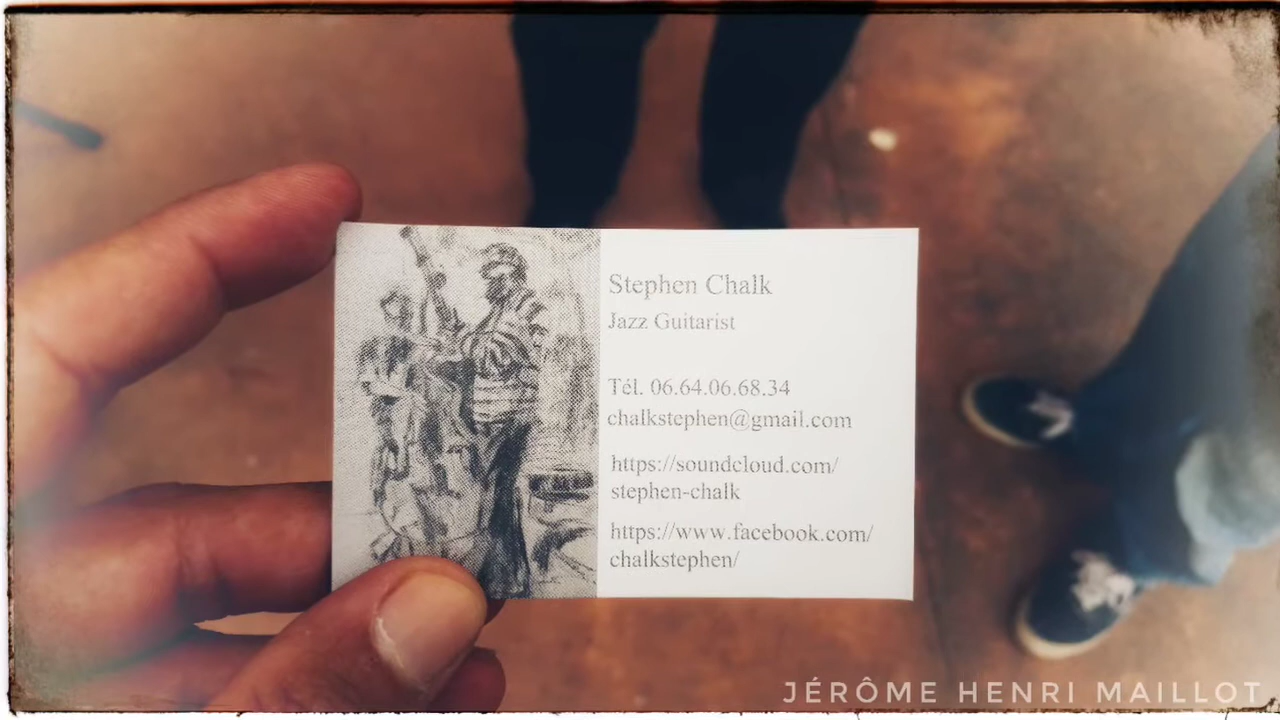 Stephen Chalk
Jazz Guitarist
Tél. 06.64.06.68.34
chalkstephen@gmail.com
https://soundcloud.com/
stephen-chalk
https://www.facebook.com/
chalkstephen/
JÉRÔME HENRI MAILLOT